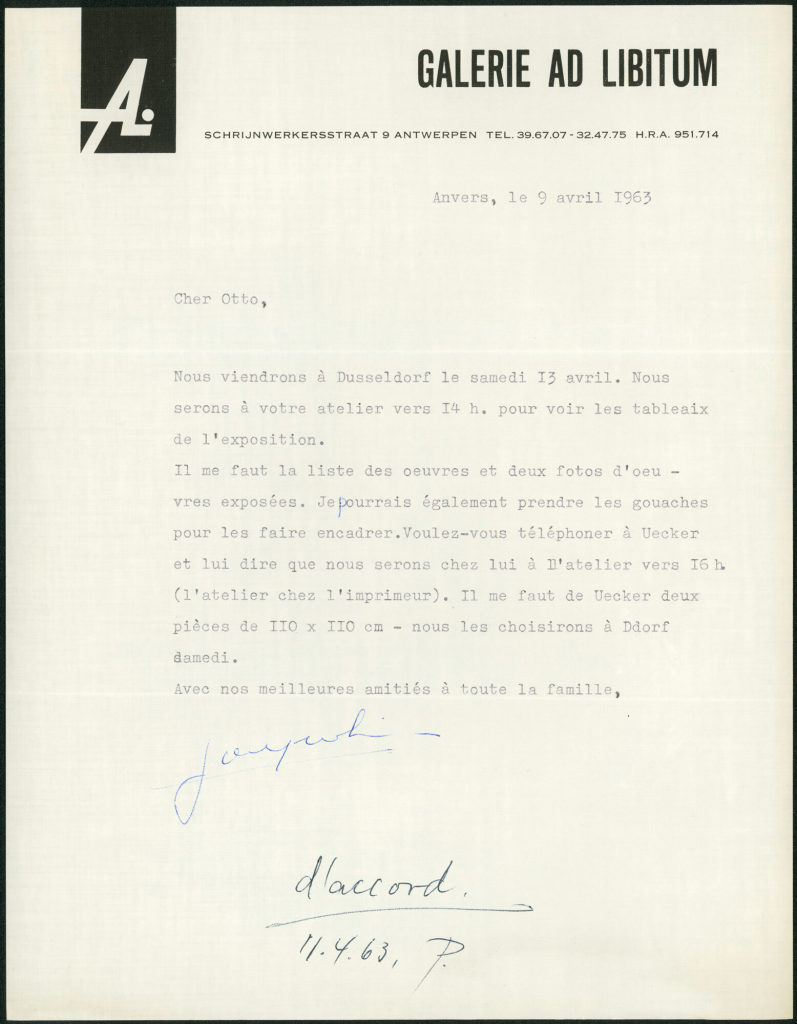 A.
GALERIE AD LIBITUM
SCHRIJNWERKERSSTRAAT 9 ANTWERPEN TEL. 39.67.07 - 32.47.75 H.R.A. 951.714
Anvers, le 9 avril I963
Cher Otto,
Nous viendrons à Dusseldorf le samedi I3 avril. Nous
serons à votre atelier vers I4 h. pour voir les tableaix
de l'exposition.
Il me faut la liste des oeuvres et deux fotos d'oeu -
vres exposées. Je pourrais également prendre les gouaches
pour les faire encadrer.Voulez-vous téléphoner à Uecker
et lui dire que nous serons chez lui à l'atelier vers I6 h.
(l'atelier chez l'imprimeur). Il me faut de Uecker deux
pièces de IIO x IIO cm - nous les choisirons à Ddorf
samedi.
Avec nos meilleures amitiés à toute la famille,
d'accord.
11.4.63, P.